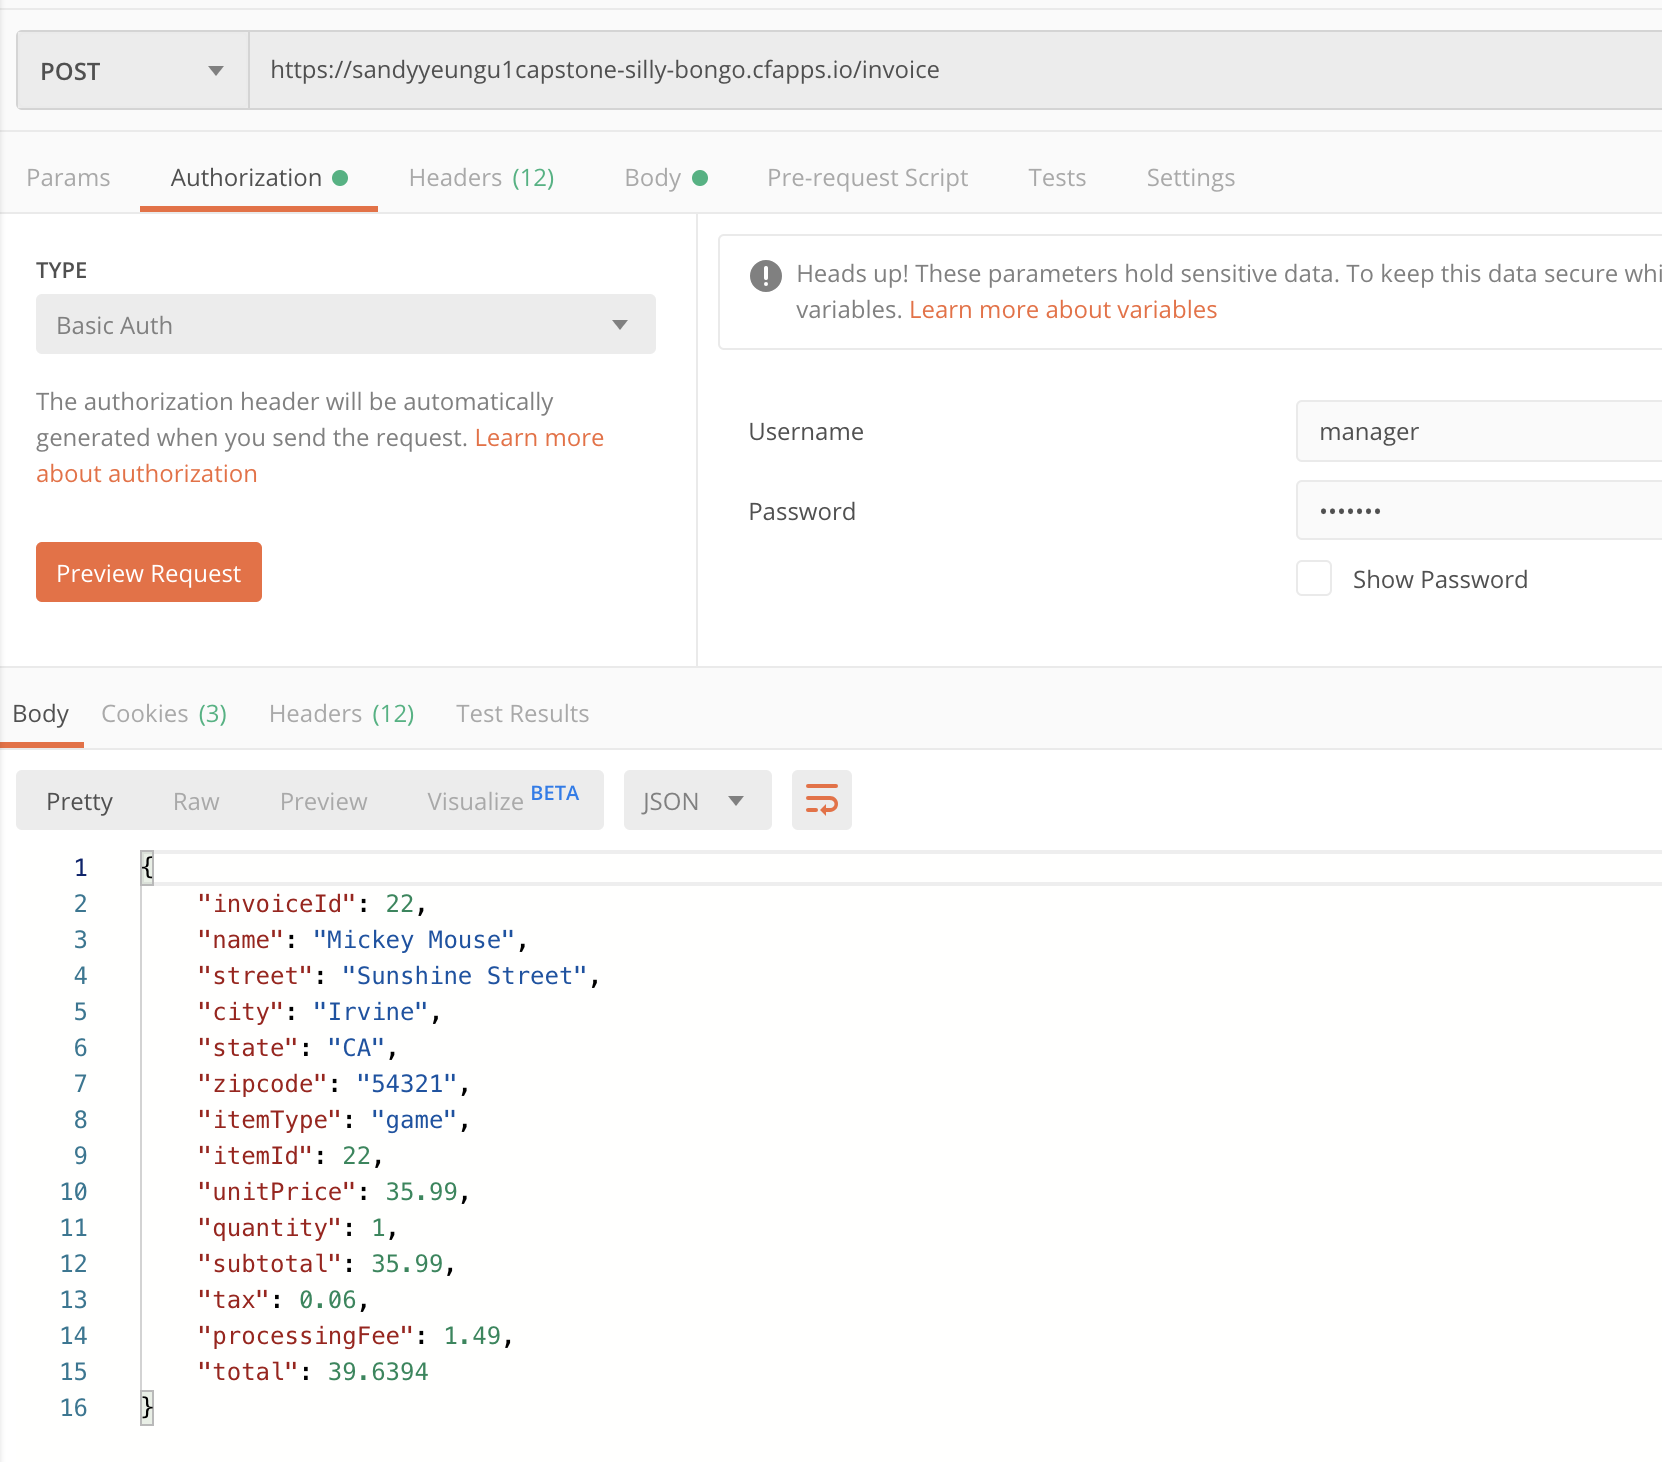 POST https://sandyyeungu1capstone-silly-bongo.cfapps.io/invoice
Params Authorization Headers (12) Body Pre-request Script Tests Settings
TYPE
Basic Auth
The authorization header will be automatically
generated when you send the request. Learn more
about authorization
Preview Request
Heads up! These parameters hold sensitive data. To keep this data secure whi
variables. Learn more about variables
Username manager
Password •••••••
Show Password
Body Cookies (3) Headers (12) Test Results
Pretty Raw Preview Visualize BETA JSON
1 {
2 "invoiceId": 22,
3 "name": "Mickey Mouse",
4 "street": "Sunshine Street",
5 "city": "Irvine",
6 "state": "CA",
7 "zipcode": "54321",
8 "itemType": "game",
9 "itemId": 22,
10 "unitPrice": 35.99,
11 "quantity": 1,
12 "subtotal": 35.99,
13 "tax": 0.06,
14 "processingFee": 1.49,
15 "total": 39.6394
16 }